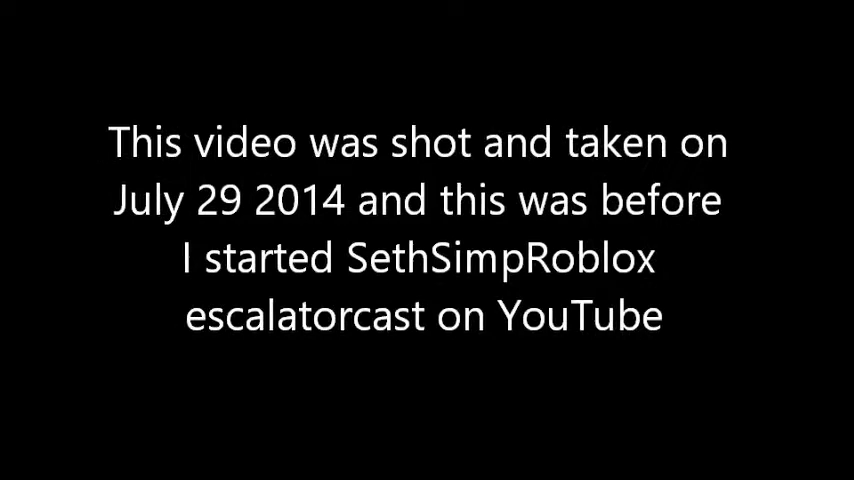 This video was shot and taken on
July 29 2014 and this was before
I started SethSimpRoblox
escalatorcast on YouTube